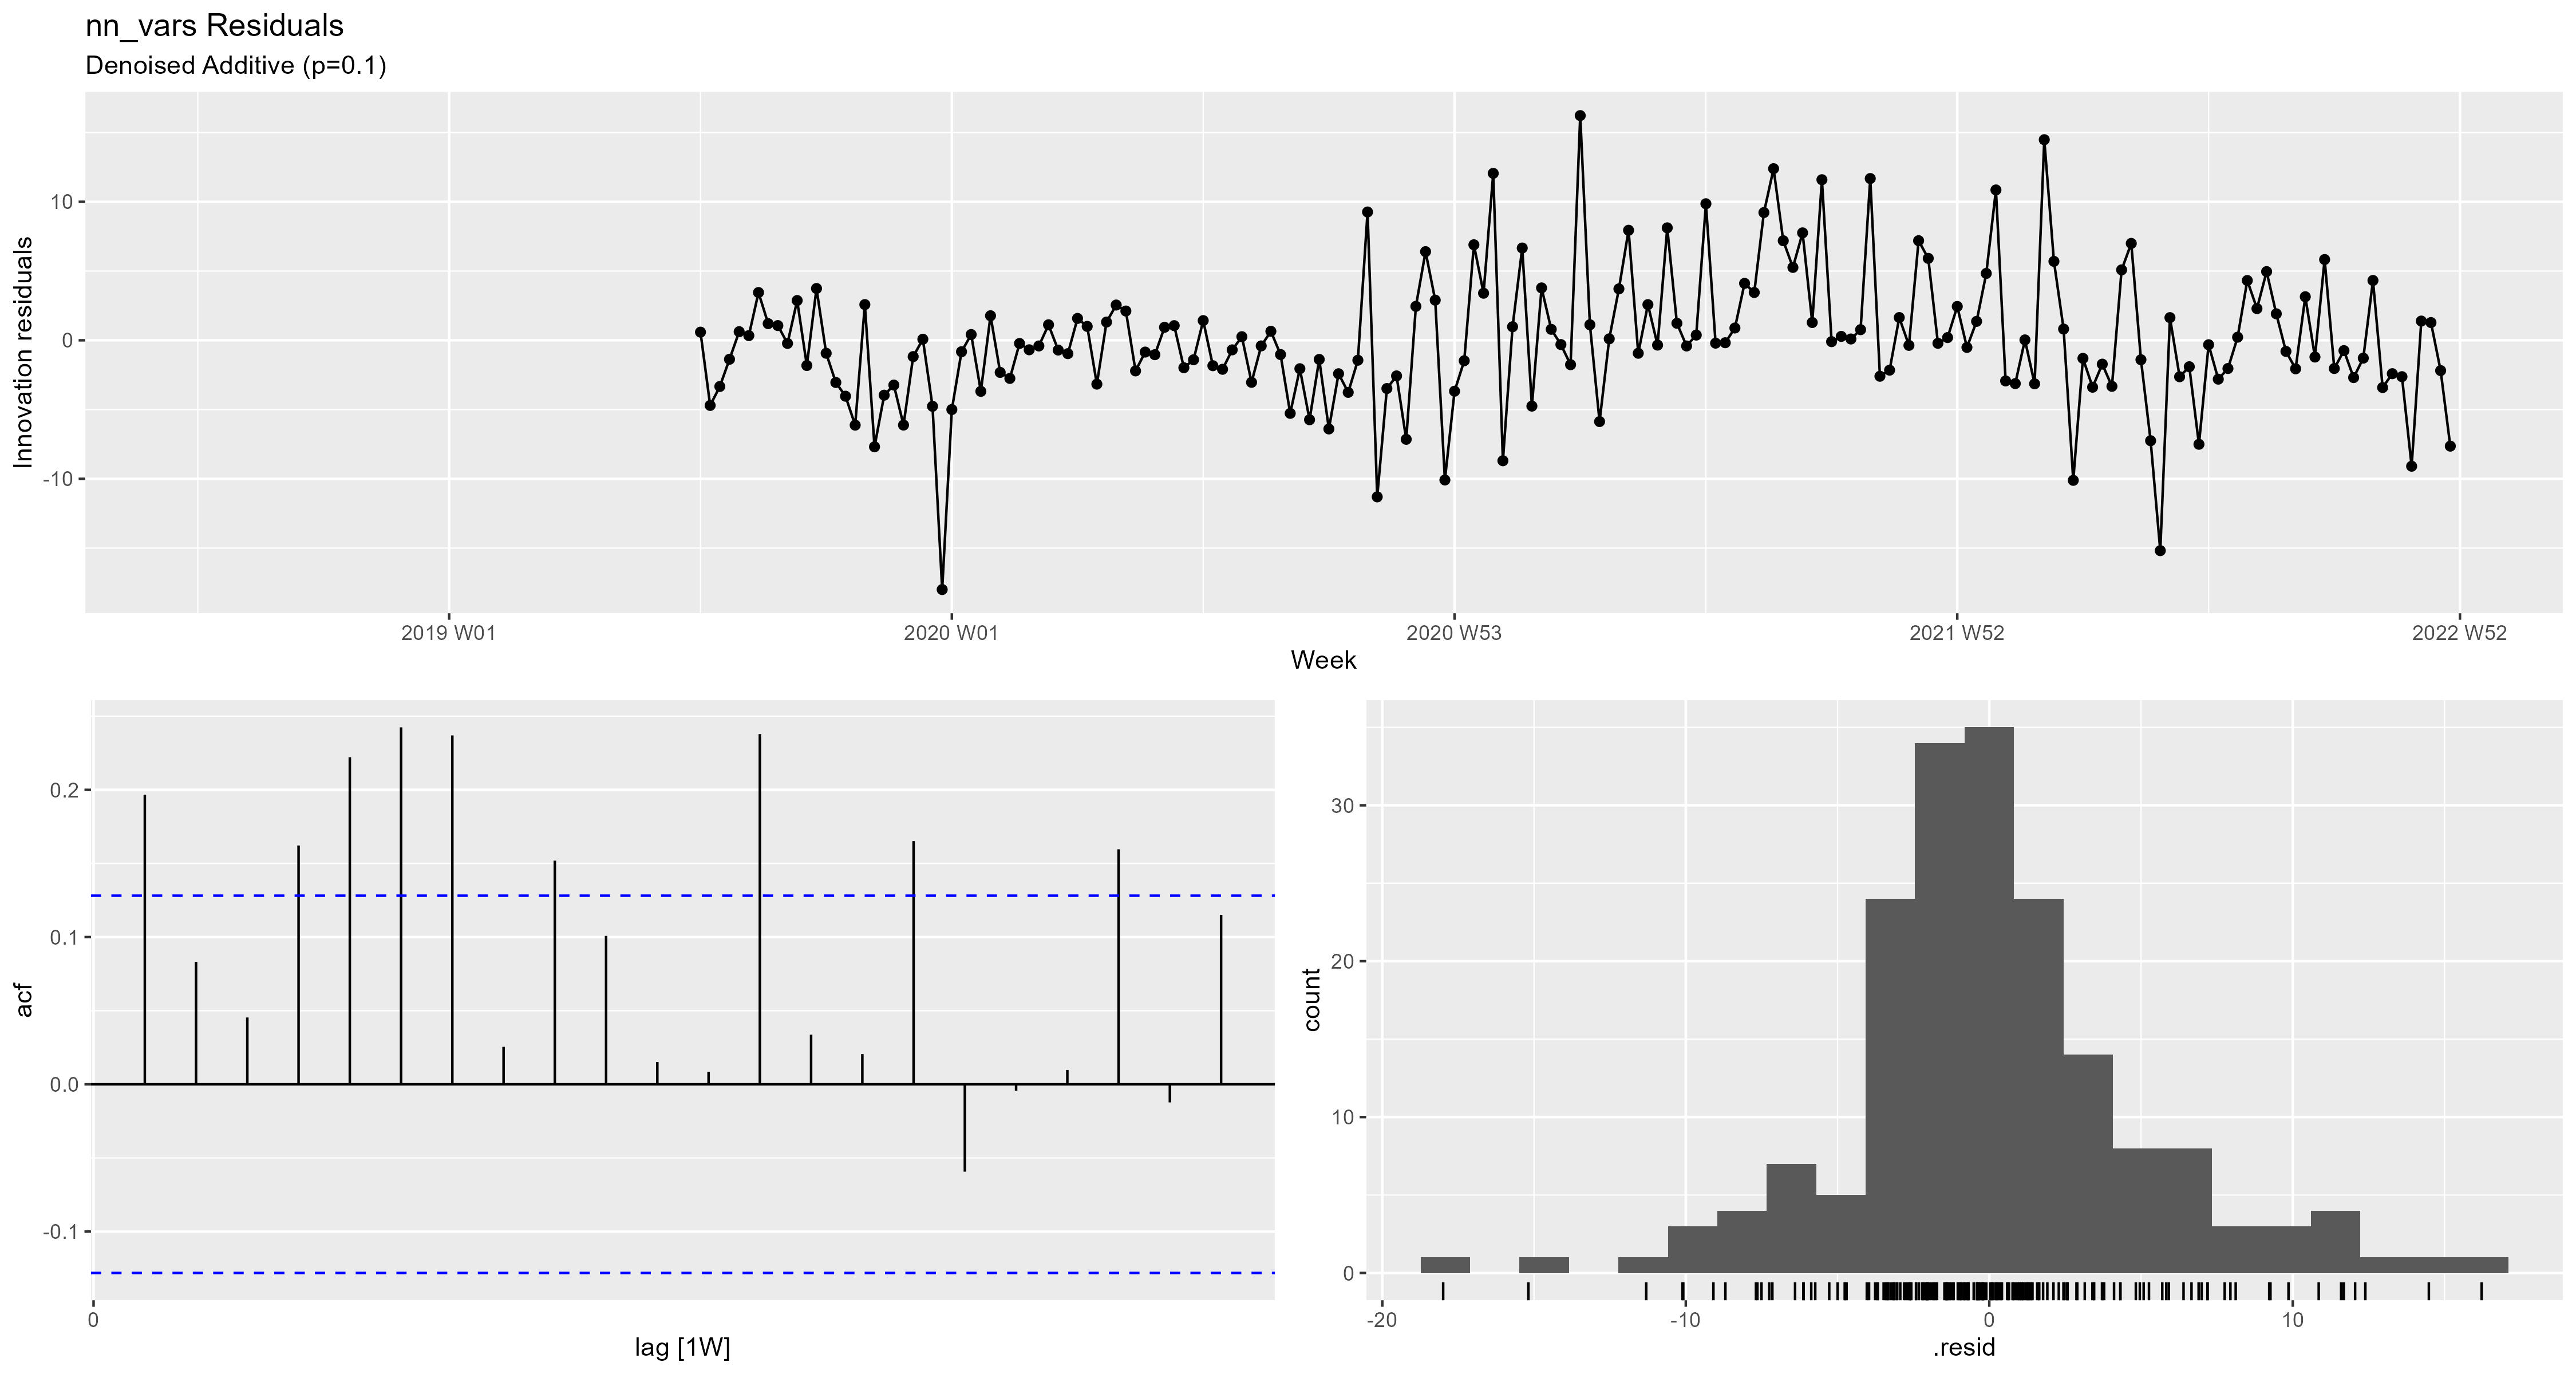 nn_vars Residuals
Denoised Additive (p=0.1)
Innovation residuals
10
0
-10
2019 W01
2020 W01
2020 W53
2021 W52
2022 W52
Week
acf
0.2
0.1
0.0
-0.1
0
lag [1W]
count
30
20
10
0
-20
-10
0
10
.resid